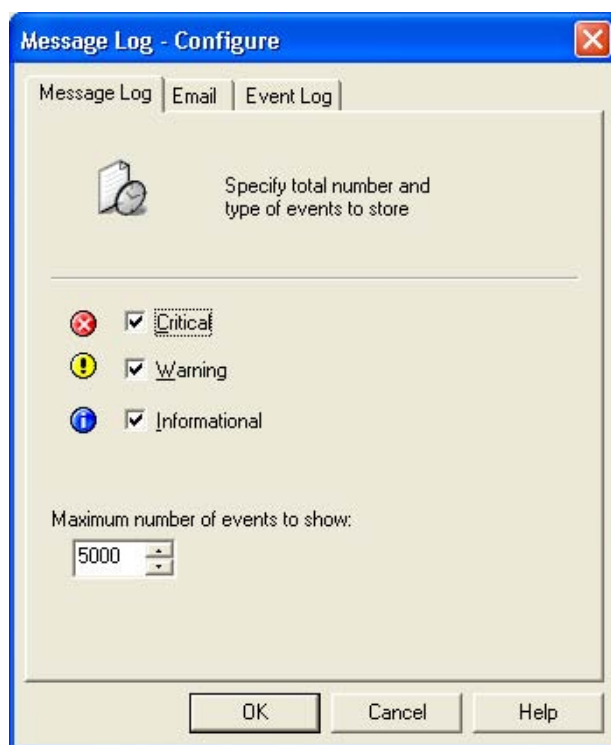 Message Log - Configure
Message Log Email Event Log
Specify total number and
type of events to store
Critical
Warning
Informational
Maximum number of events to show:
5000
OK Cancel Help